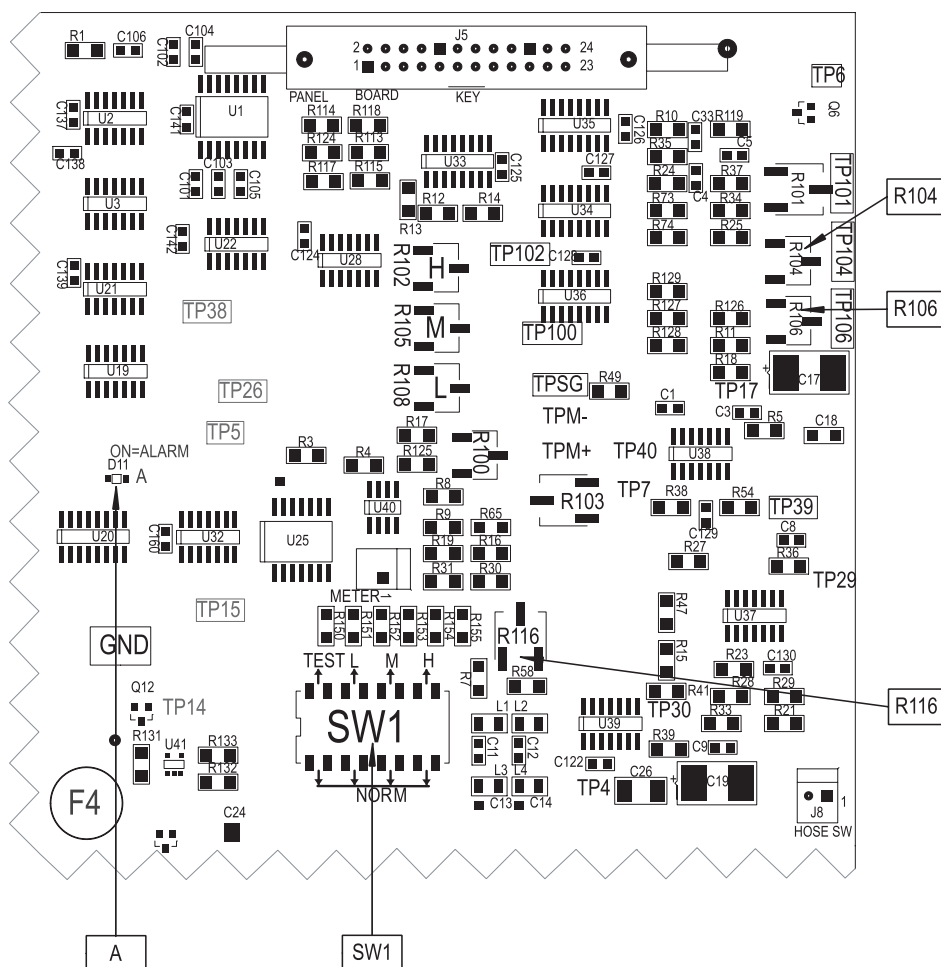 R1
C106
C102
C104
J5
2
24
1
23
PANEL
BOARD
KEY
TP6
Q6
C137
U2
C141
U1
R114
R118
R124
R113
R117
R115
U35
C126
R10
C33
R119
R35
C5
C138
C101
C103
C105
U33
C125
C127
R24
C4
R37
R101
TP101
R104
U3
R13
R12
R14
U34
R73
R34
R74
R25
C142
U22
C124
U28
R102
H
TP102
C128
R104
TP104
C139
U21
U36
R129
TP38
R105
M
TP100
R127
R126
R128
R11
R106
TP106
R106
U19
R108
L
R18
C17
+
TP26
TPSG
R49
TP17
TPM-
C1
C3
R5
C18
TP5
R17
ON=ALARM
D11
A
R3
R4
R125
R100
TPM+
TP40
U38
R8
R103
TP7
R38
R54
TP39
U40
C129
U20
C160
U32
U25
R9
R65
C8
R19
R16
R27
R36
R31
R30
TP29
TP15
METER
1
R150
R151
R152
R153
R154
R155
R47
U37
GND
R116
R15
TEST
L
M
H
R7
R58
R23
C130
R41
R28
R29
Q12
TP14
TP30
R116
SW1
L1
L2
U39
R33
R21
R131
U41
R133
C11
C12
R39
C9
R132
C122
F4
L3
L4
TP4
C26
+
C19
NORM
C13
C14
C24
1
J8
HOSE SW
A
SW1